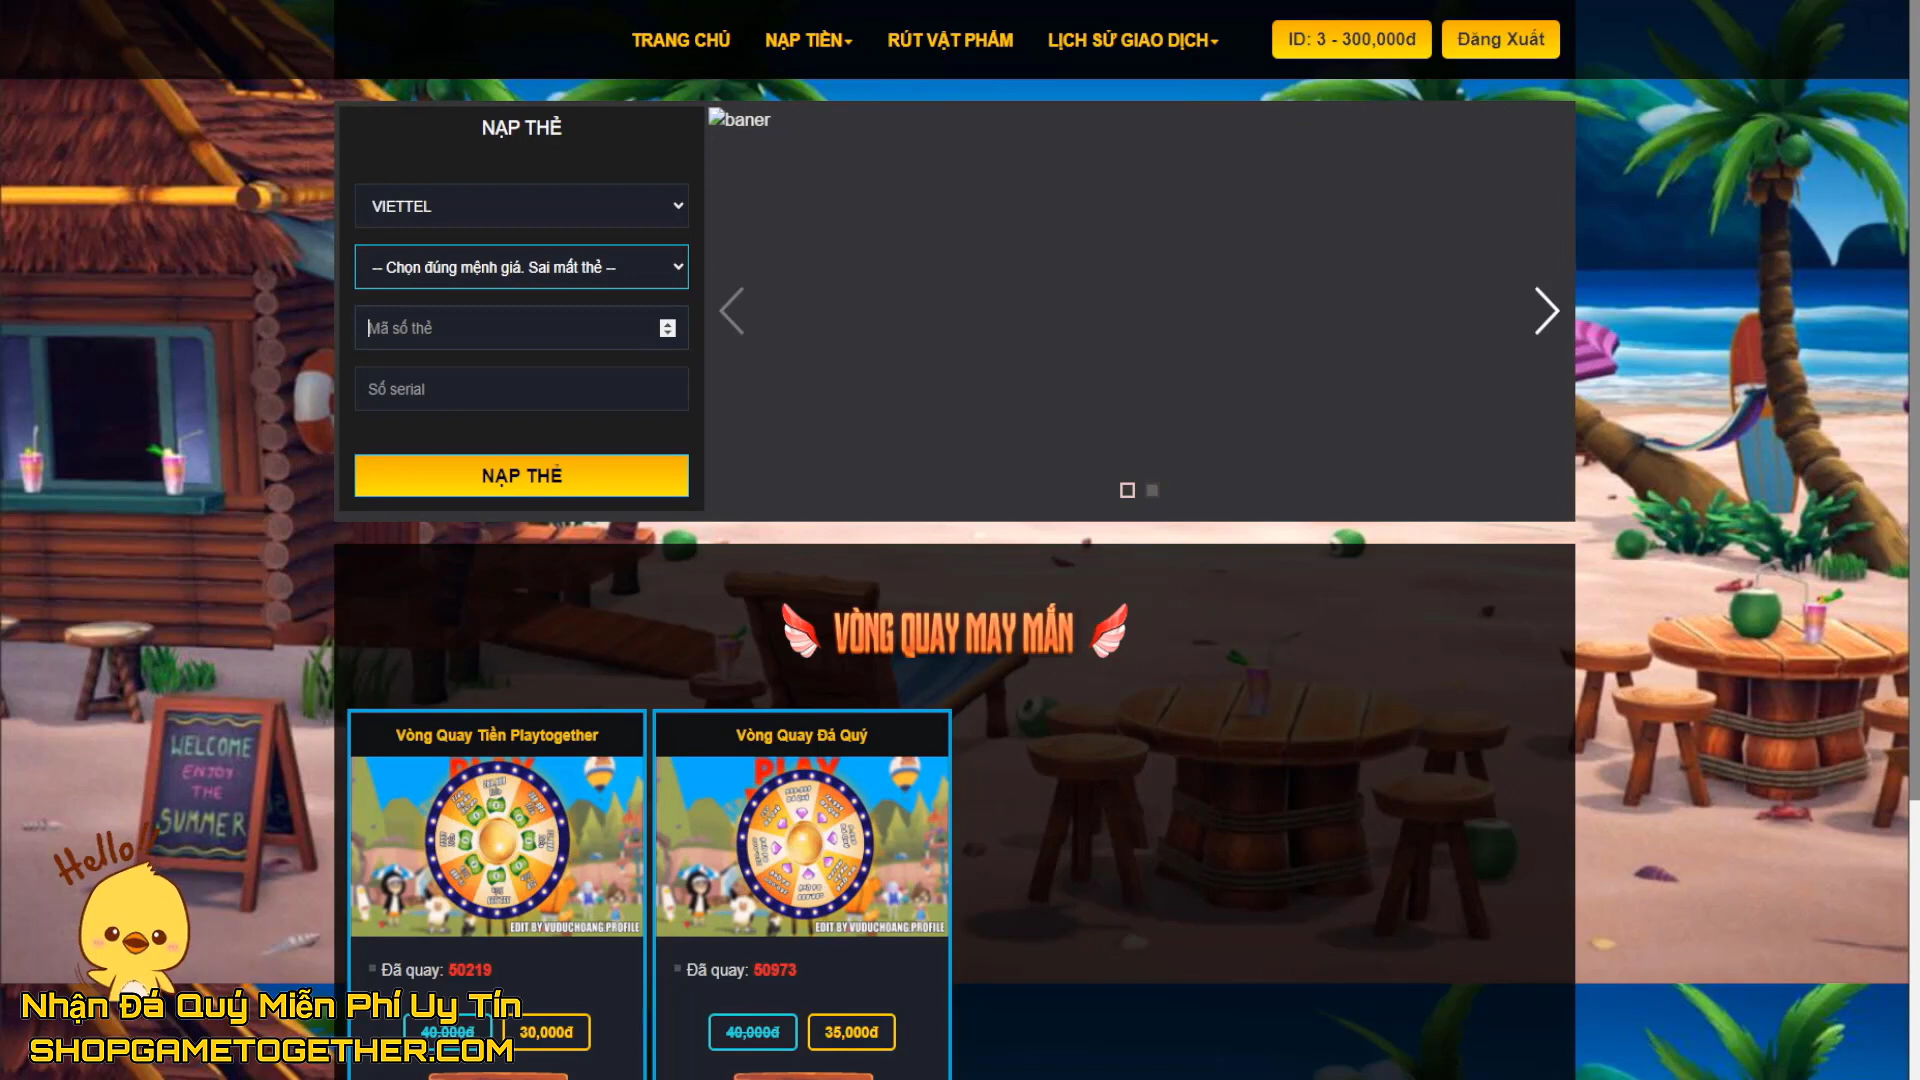 TRANG CHỦ NẠP TIỀN RÚT VẬT PHẨM LỊCH SỬ GIAO DỊCH ID: 3 - 300,000đ Đăng Xuất
NẠP THẺ
baner
VIETTEL
-- Chọn đúng mệnh giá. Sai mất thẻ --
Mã số thẻ
Số serial
NẠP THẺ
VÒNG QUAY MAY MẮN
Vòng Quay Tiền Playtogether
Vòng Quay Đá Quý
PLAY
PLAY
EDIT BY VUDUCHOANG.PROFILE
EDIT BY VUDUCHOANG.PROFILE
WELCOME
ENJOY
THE
SUMMER
Hello!
Đã quay: 50219
Đã quay: 50973
40,000đ 30,000đ
40,000đ 35,000đ
Nhận Đá Quý Miễn Phí Uy Tín
SHOPGAMETOGETHER.COM